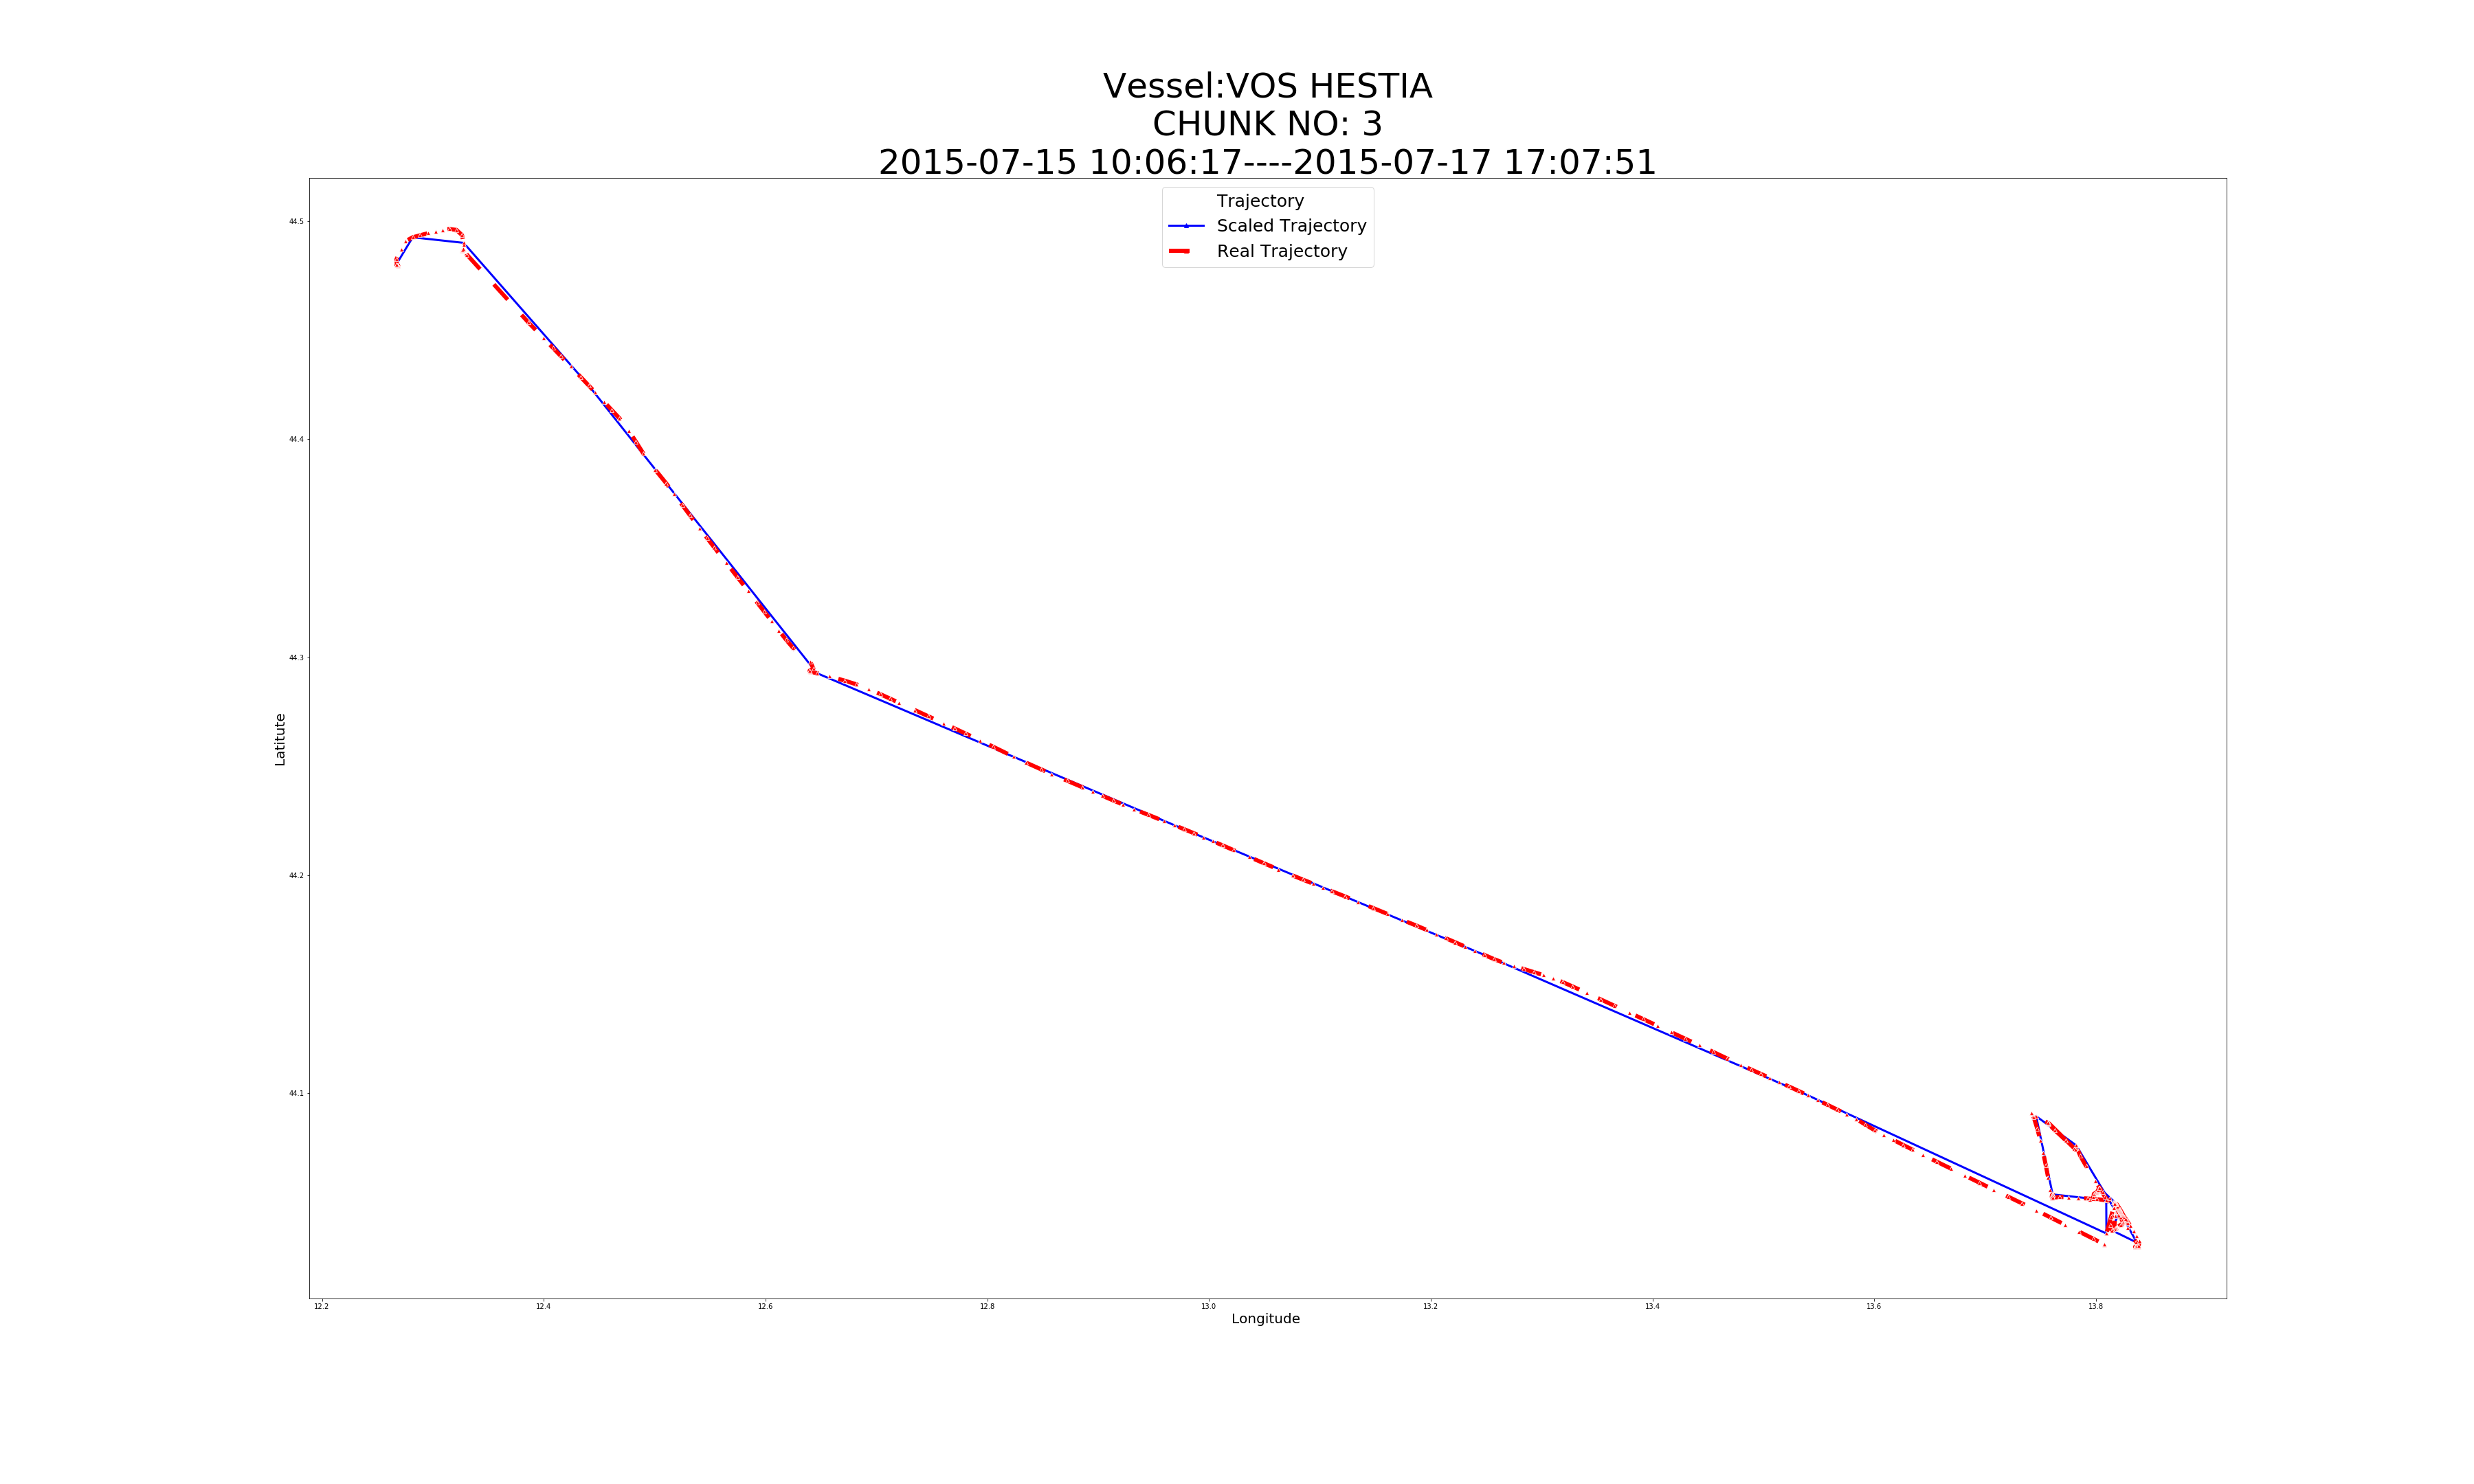 Vessel:VOS HESTIA
CHUNK NO: 3
2015-07-15 10:06:17----2015-07-17 17:07:51
Trajectory
Scaled Trajectory
Real Trajectory
44.5
44.4
44.3
44.2
44.1
Latitute
12.2 12.4 12.6 12.8 13.0 13.2 13.4 13.6 13.8
Longitude